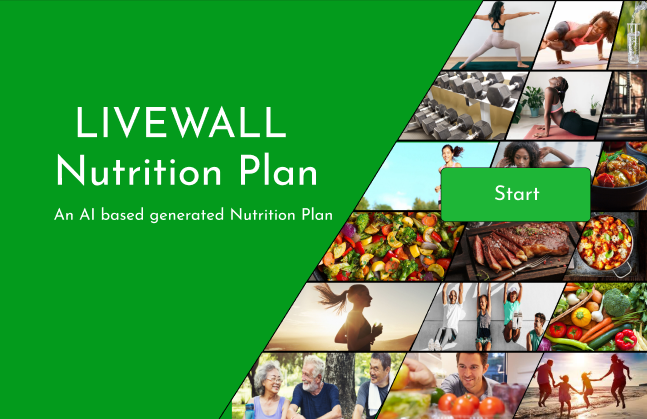 LIVEWALL
Nutrition Plan
An AI based generated Nutrition Plan
Start